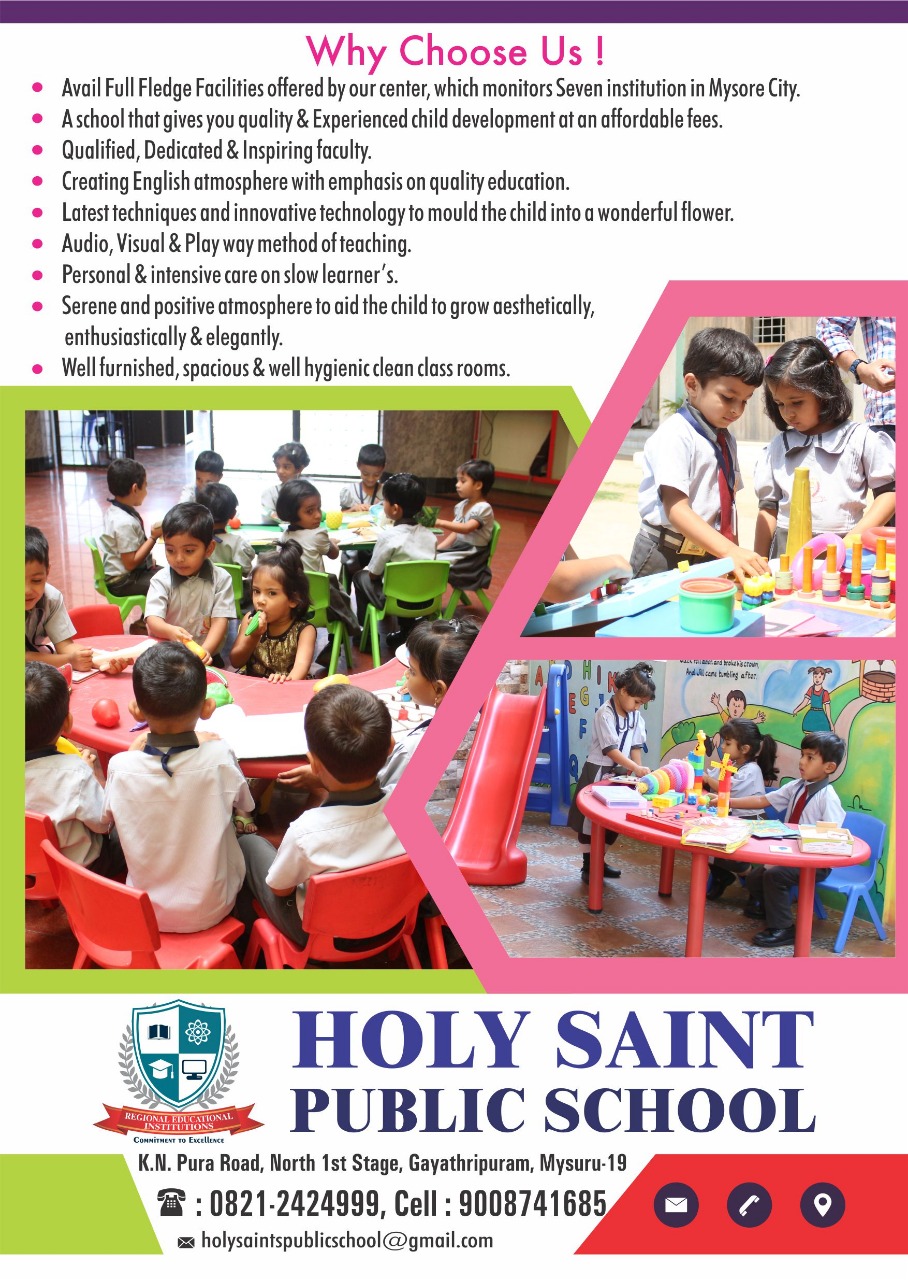 Why Choose Us !
Avail Full Fledge Facilities offered by our center, which monitors Seven institution in Mysore City.
A school that gives you quality & Experienced child development at an affordable fees.
Qualified, Dedicated & Inspiring faculty.
Creating English atmosphere with emphasis on quality education.
Latest techniques and innovative technology to mould the child into a wonderful flower.
Audio, Visual & Play way method of teaching.
Personal & intensive care on slow learner's.
Serene and positive atmosphere to aid the child to grow aesthetically,
enthusiastically & elegantly.
Well furnished, spacious & well hygienic clean class rooms.
And Jill came tumbling after.
HOLY SAINT
PUBLIC SCHOOL
REGIONAL EDUCATIONAL
INSTITUTIONS
COMMITMENT TO EXCELLENCE
K.N. Pura Road, North 1st Stage, Gayathripuram, Mysuru-19
: 0821-2424999, Cell : 9008741685
holysaintspublicschool@gmail.com